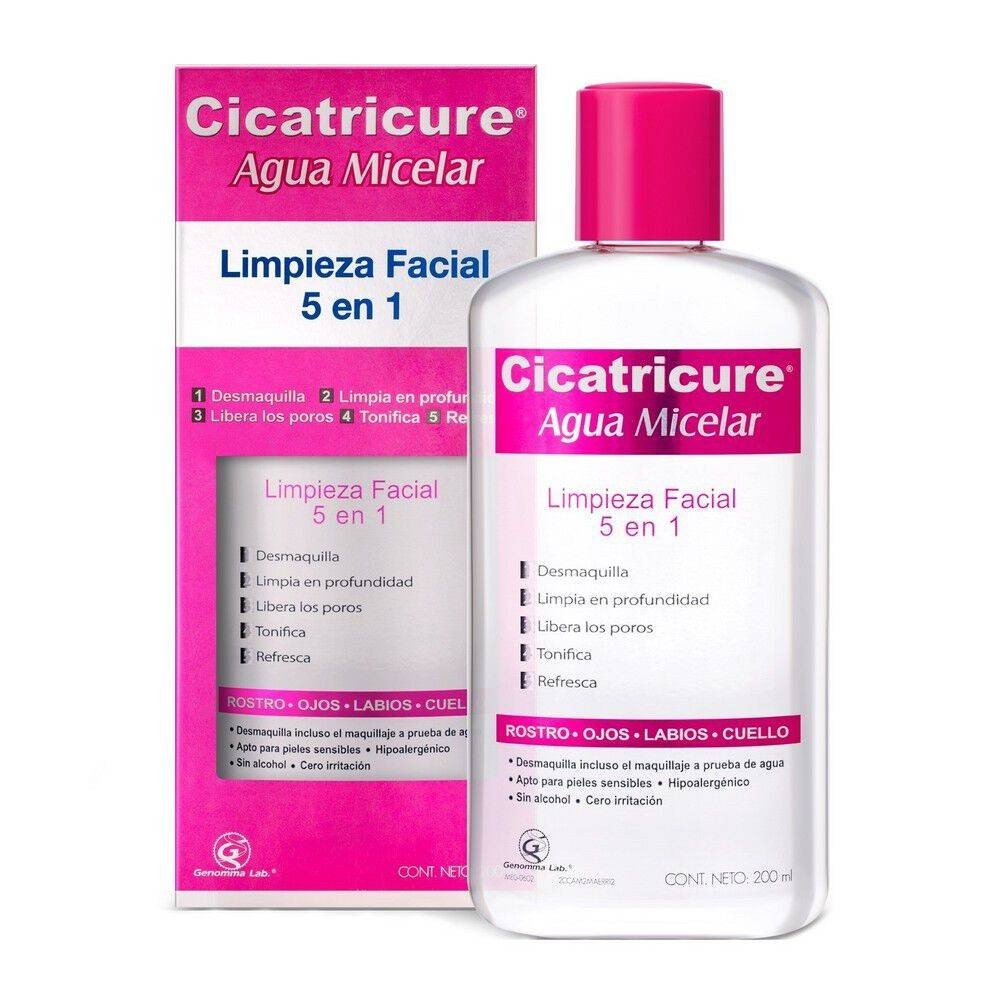 Cicatricure®
Agua Micelar
Limpieza Facial
5 en 1
1 Desmaquilla 2 Limpia en
3 Libera los poros 4 Tonifica 5
Limpieza Facial
5 en 1
1 Desmaquilla
2 Limpia en profundidad
3 Libera los poros
4 Tonifica
5 Refresca
ROSTRO • OJOS • LABIOS •
• Desmaquilla incluso el maquillaje a prueba de
• Apto para pieles sensibles • Hipoalergénico
• Sin alcohol • Cero irritación
Genomma Lab.®
CONT. NETO
Cicatricure®
Agua Micelar
Limpieza Facial
5 en 1
1 Desmaquilla
2 Limpia en profundidad
3 Libera los poros
4 Tonifica
5 Refresca
ROSTRO • OJOS • LABIOS • CUELLO
• Desmaquilla incluso el maquillaje a prueba de agua
• Apto para pieles sensibles • Hipoalergénico
• Sin alcohol • Cero irritación
Genomma Lab.®
CONT. NETO: 200 ml